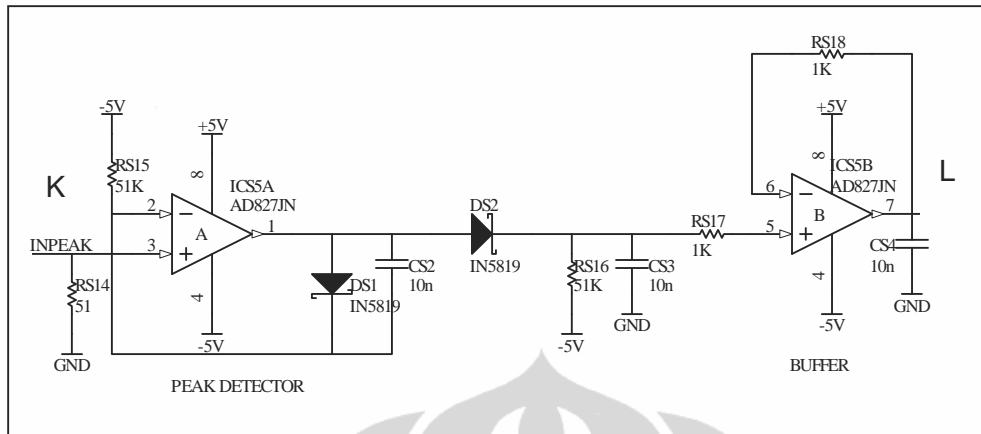 RS18
1K
-5V
+5V
+5V
K
RS15
51K
8
ICS5A
AD827JN
8
ICS5B
AD827JN
L
2
A
1
DS2
6
B
7
INPEAK
3
RS17
5
RS14
51
4
DS1
IN5819
CS2
10n
IN5819
RS16
51K
CS3
10n
1K
4
CS4
10n
GND
-5V
-5V
GND
-5V
GND
PEAK DETECTOR
BUFFER